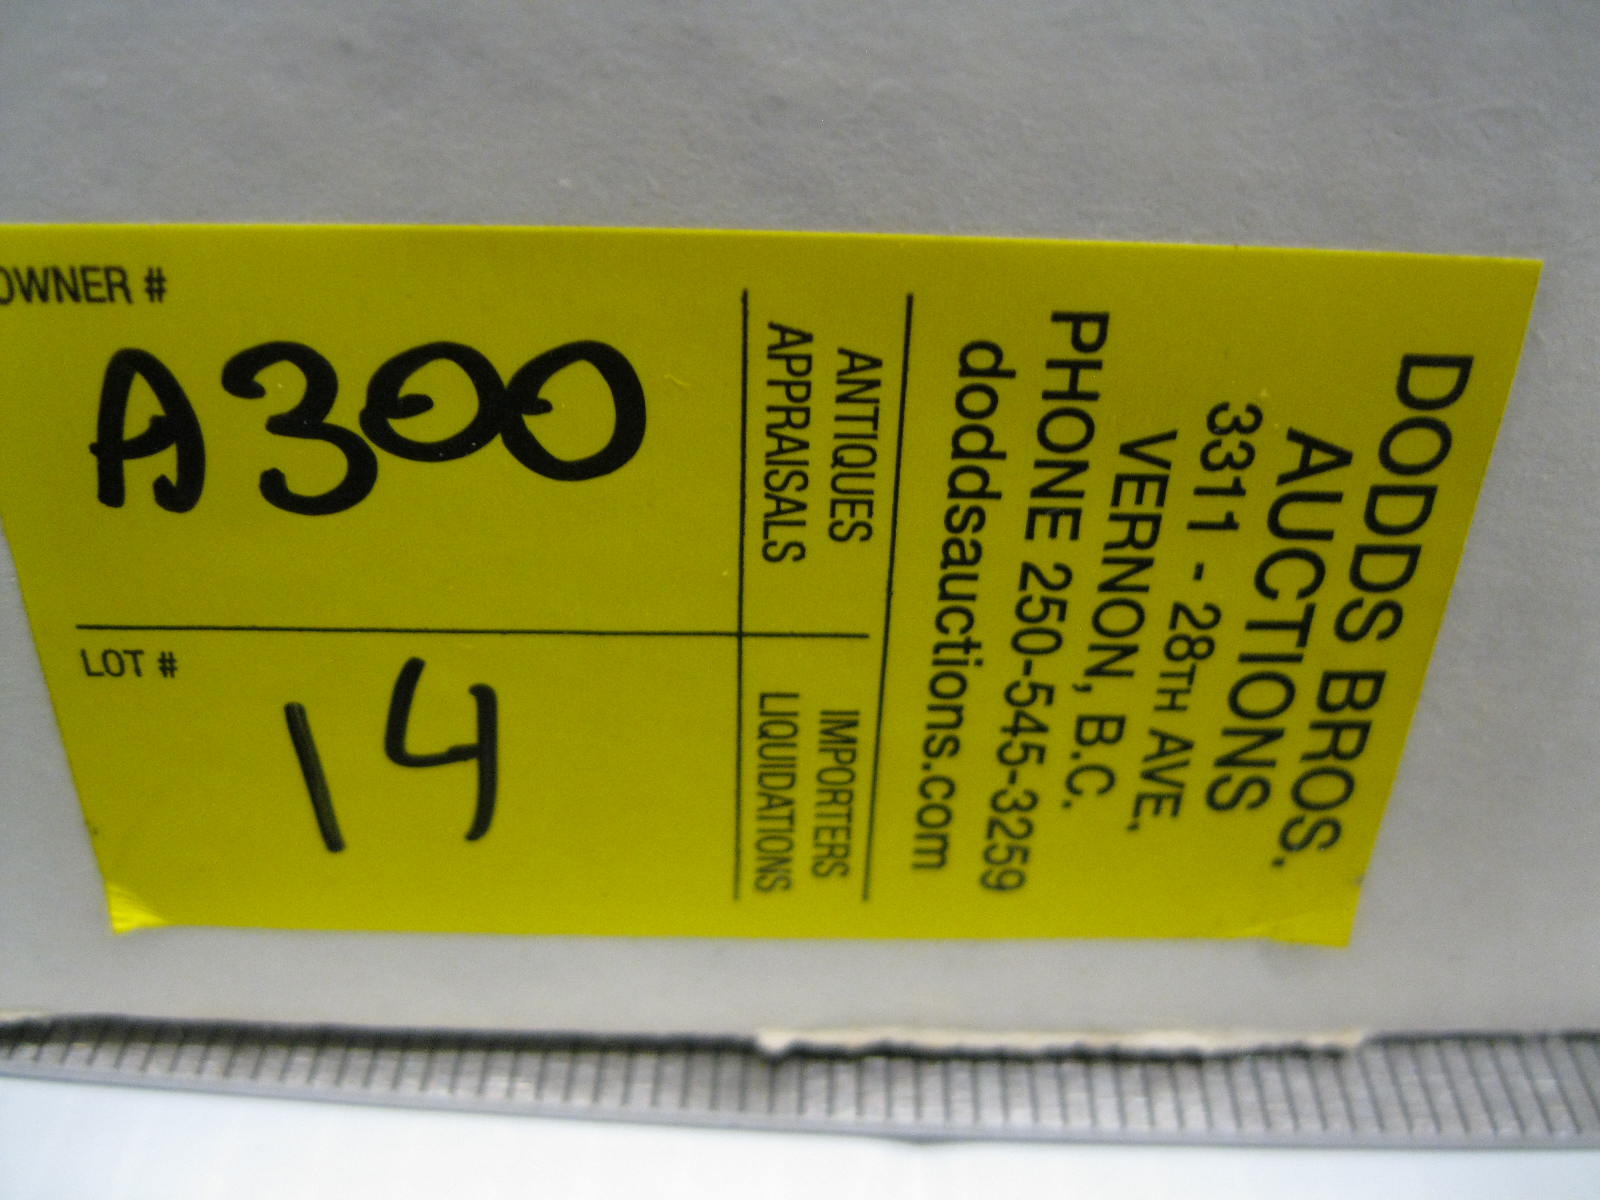 OWNER #
A300
LOT #
14
ANTIQUES
APPRAISALS
IMPORTERS
LIQUIDATIONS
DODDS BROS.
AUCTIONS
3311 - 28TH AVE.
VERNON, B.C.
PHONE 250-545-3259
doddsauctions.com